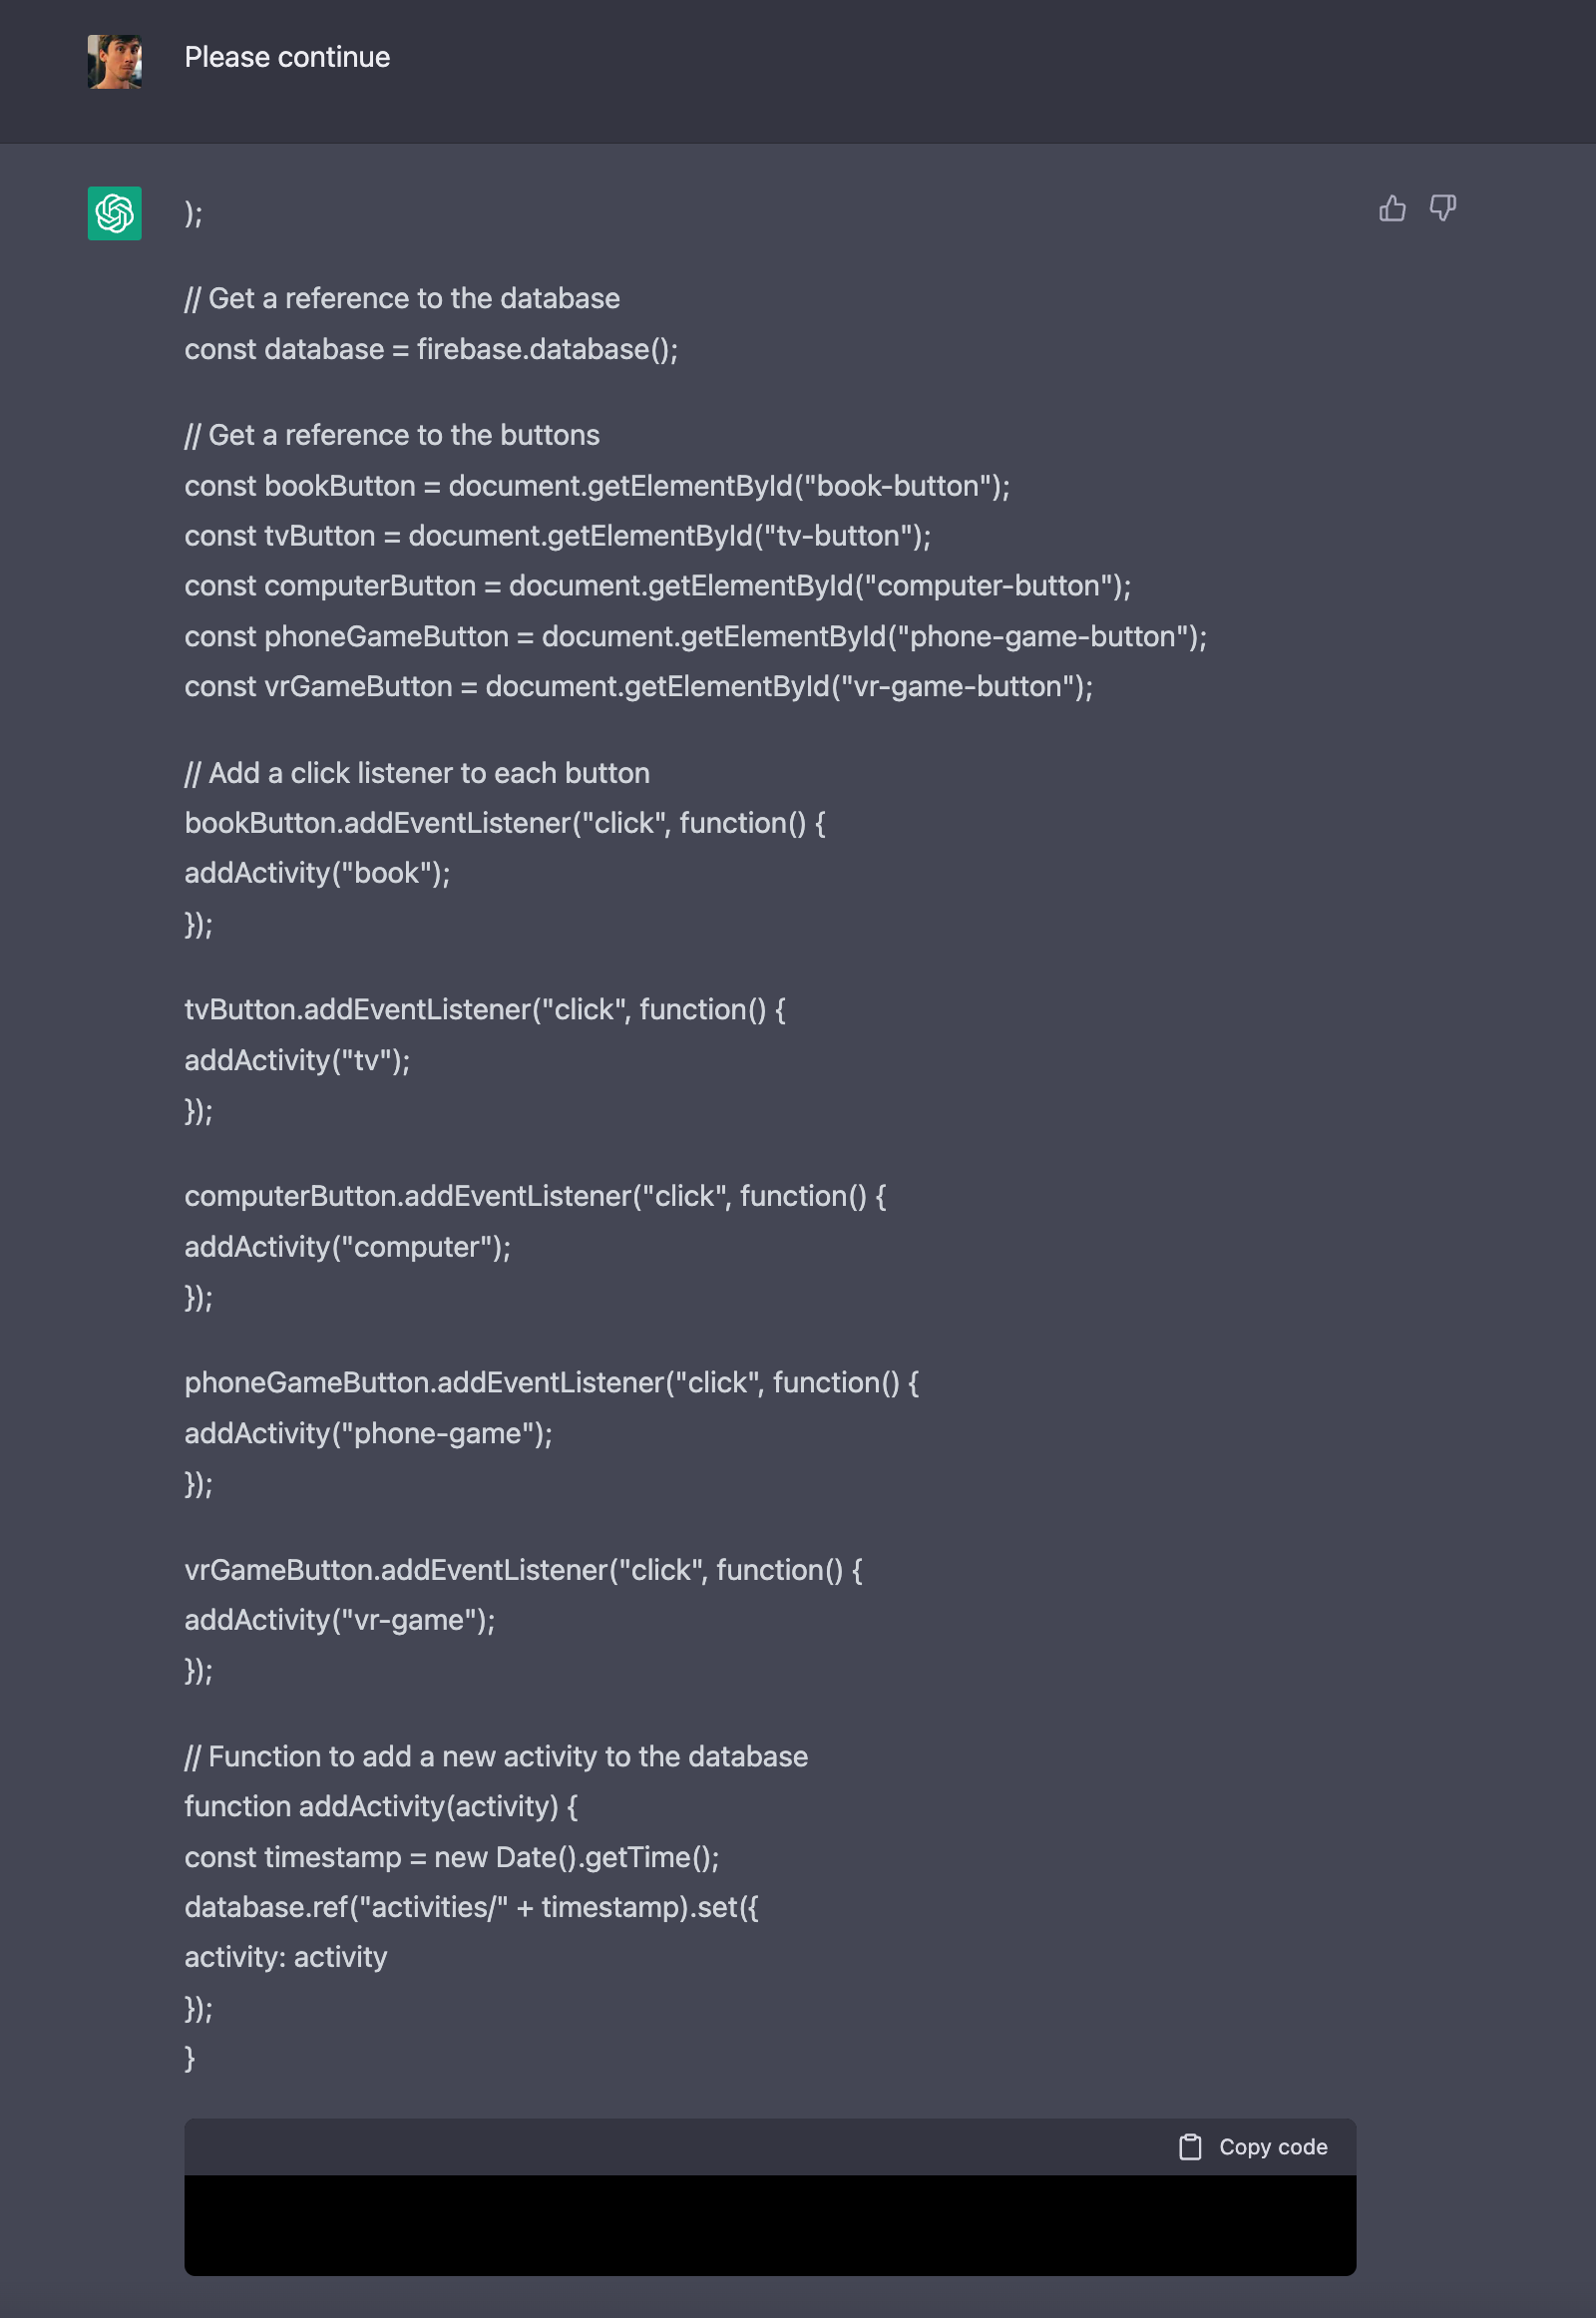 Please continue
);
// Get a reference to the database
const database = firebase.database();
// Get a reference to the buttons
const bookButton = document.getElementById("book-button");
const tvButton = document.getElementById("tv-button");
const computerButton = document.getElementById("computer-button");
const phoneGameButton = document.getElementById("phone-game-button");
const vrGameButton = document.getElementById("vr-game-button");
// Add a click listener to each button
bookButton.addEventListener("click", function() {
addActivity("book");
});
tvButton.addEventListener("click", function() {
addActivity("tv");
});
computerButton.addEventListener("click", function() {
addActivity("computer");
});
phoneGameButton.addEventListener("click", function() {
addActivity("phone-game");
});
vrGameButton.addEventListener("click", function() {
addActivity("vr-game");
});
// Function to add a new activity to the database
function addActivity(activity) {
const timestamp = new Date().getTime();
database.ref("activities/" + timestamp).set({
activity: activity
});
}
Copy code